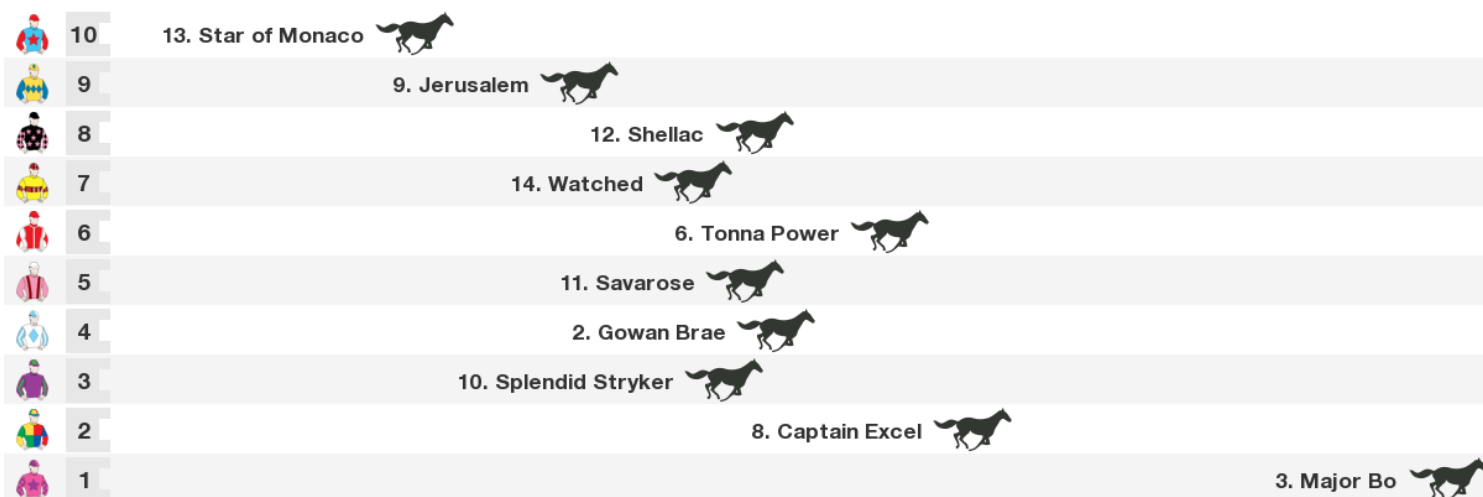 10 13. Star of Monaco
9 9. Jerusalem
8 12. Shellac
7 14. Watched
6 6. Tonna Power
5 11. Savarose
4 2. Gowan Brae
3 10. Splendid Stryker
2 8. Captain Excel
1 3. Major Bo